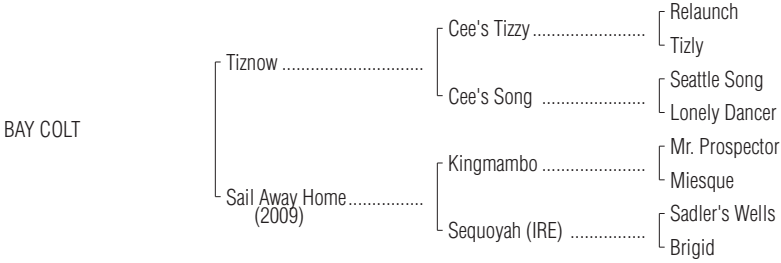 Relaunch
Cee's Tizzy ........................
Tizly
Tiznow ..............................
Seattle Song
Cee's Song ......................
Lonely Dancer
BAY COLT
Mr. Prospector
Kingmambo ......................
Miesque
Sail Away Home................
(2009)
Sadler's Wells
Sequoyah (IRE) ................
Brigid